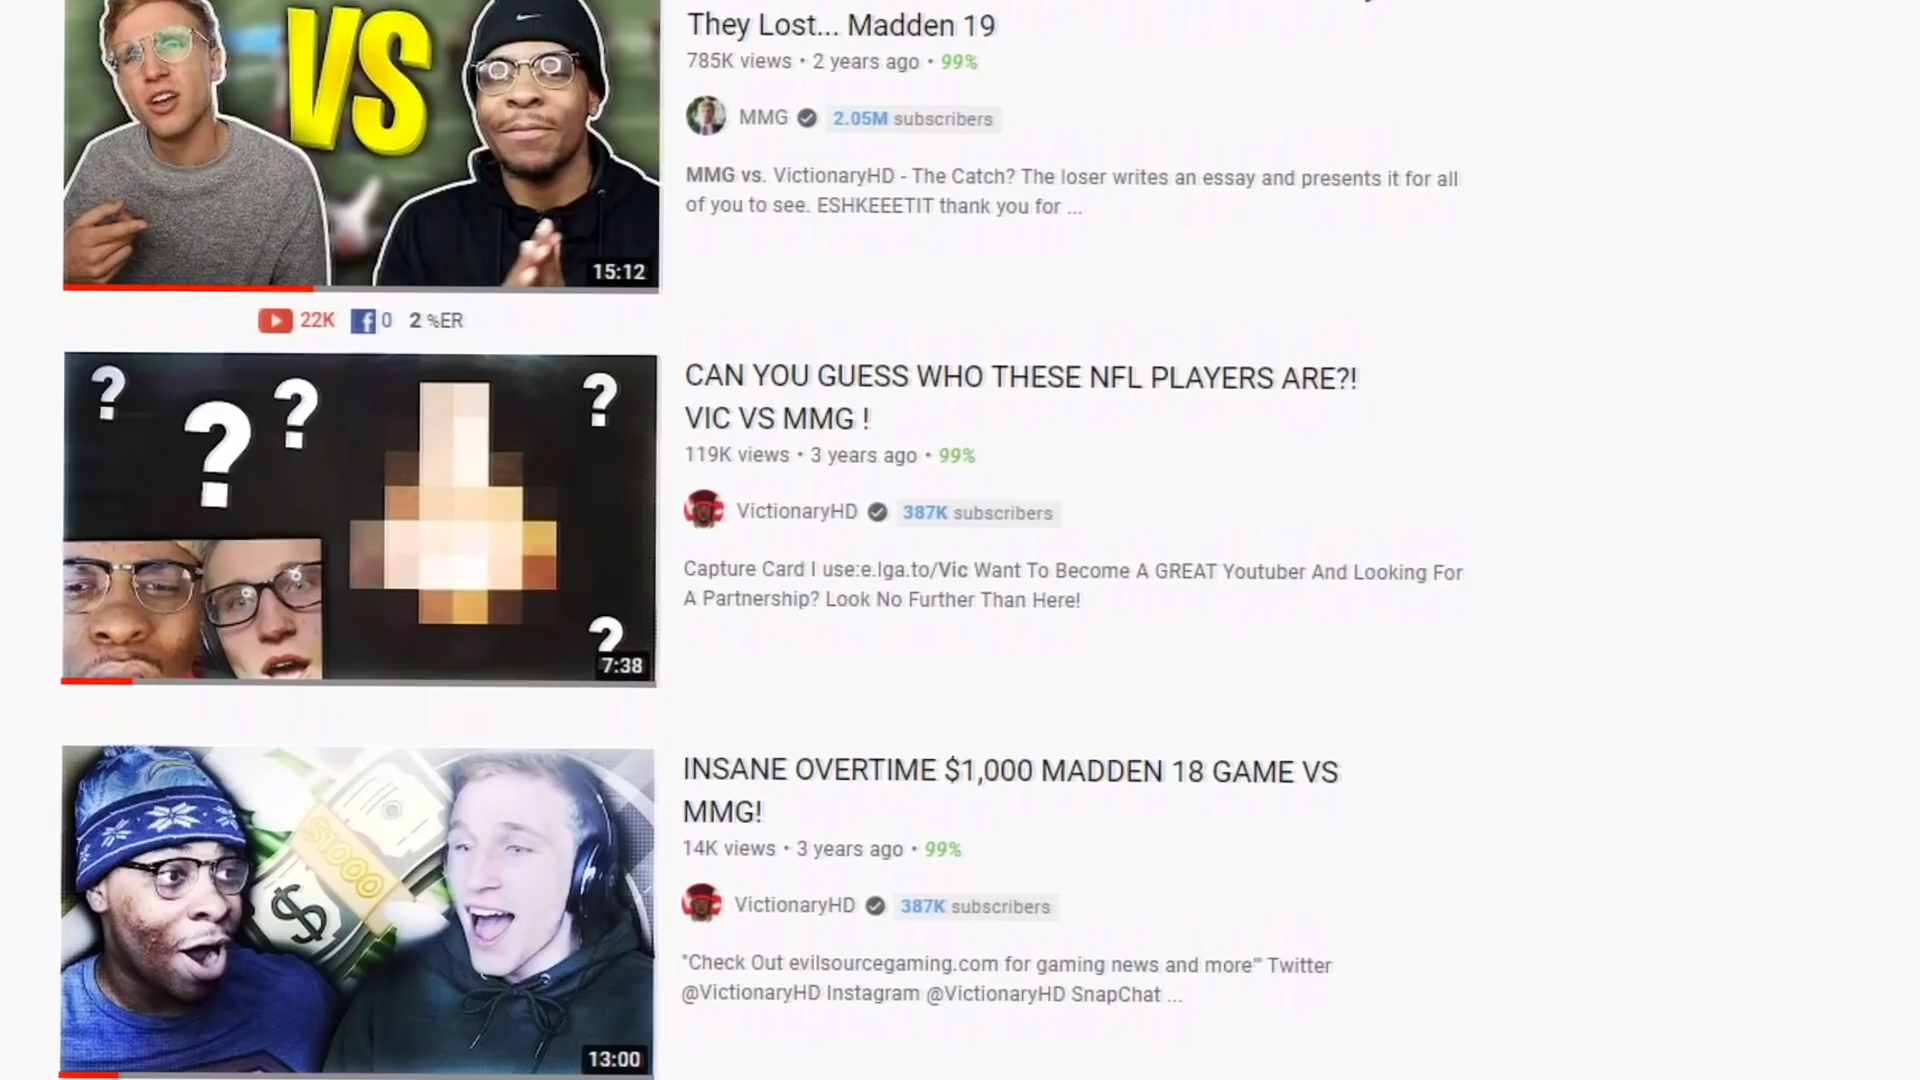 VS
15:12
They Lost... Madden 19
785K views • 2 years ago • 99%
MMG 2.05M subscribers
MMG vs. VictionaryHD - The Catch? The loser writes an essay and presents it for all
of you to see. ESHKEEETIT thank you for ...
22K 0 2 %ER
? ? ? ?
?
7:38
CAN YOU GUESS WHO THESE NFL PLAYERS ARE?!
VIC VS MMG !
119K views • 3 years ago • 99%
VictionaryHD 387K subscribers
Capture Card I use:e.lga.to/Vic Want To Become A GREAT Youtuber And Looking For
A Partnership? Look No Further Than Here!
$1000
$
13:00
INSANE OVERTIME $1,000 MADDEN 18 GAME VS
MMG!
14K views • 3 years ago • 99%
VictionaryHD 387K subscribers
"Check Out evilsourcegaming.com for gaming news and more"" Twitter
@VictionaryHD Instagram @VictionaryHD SnapChat ...